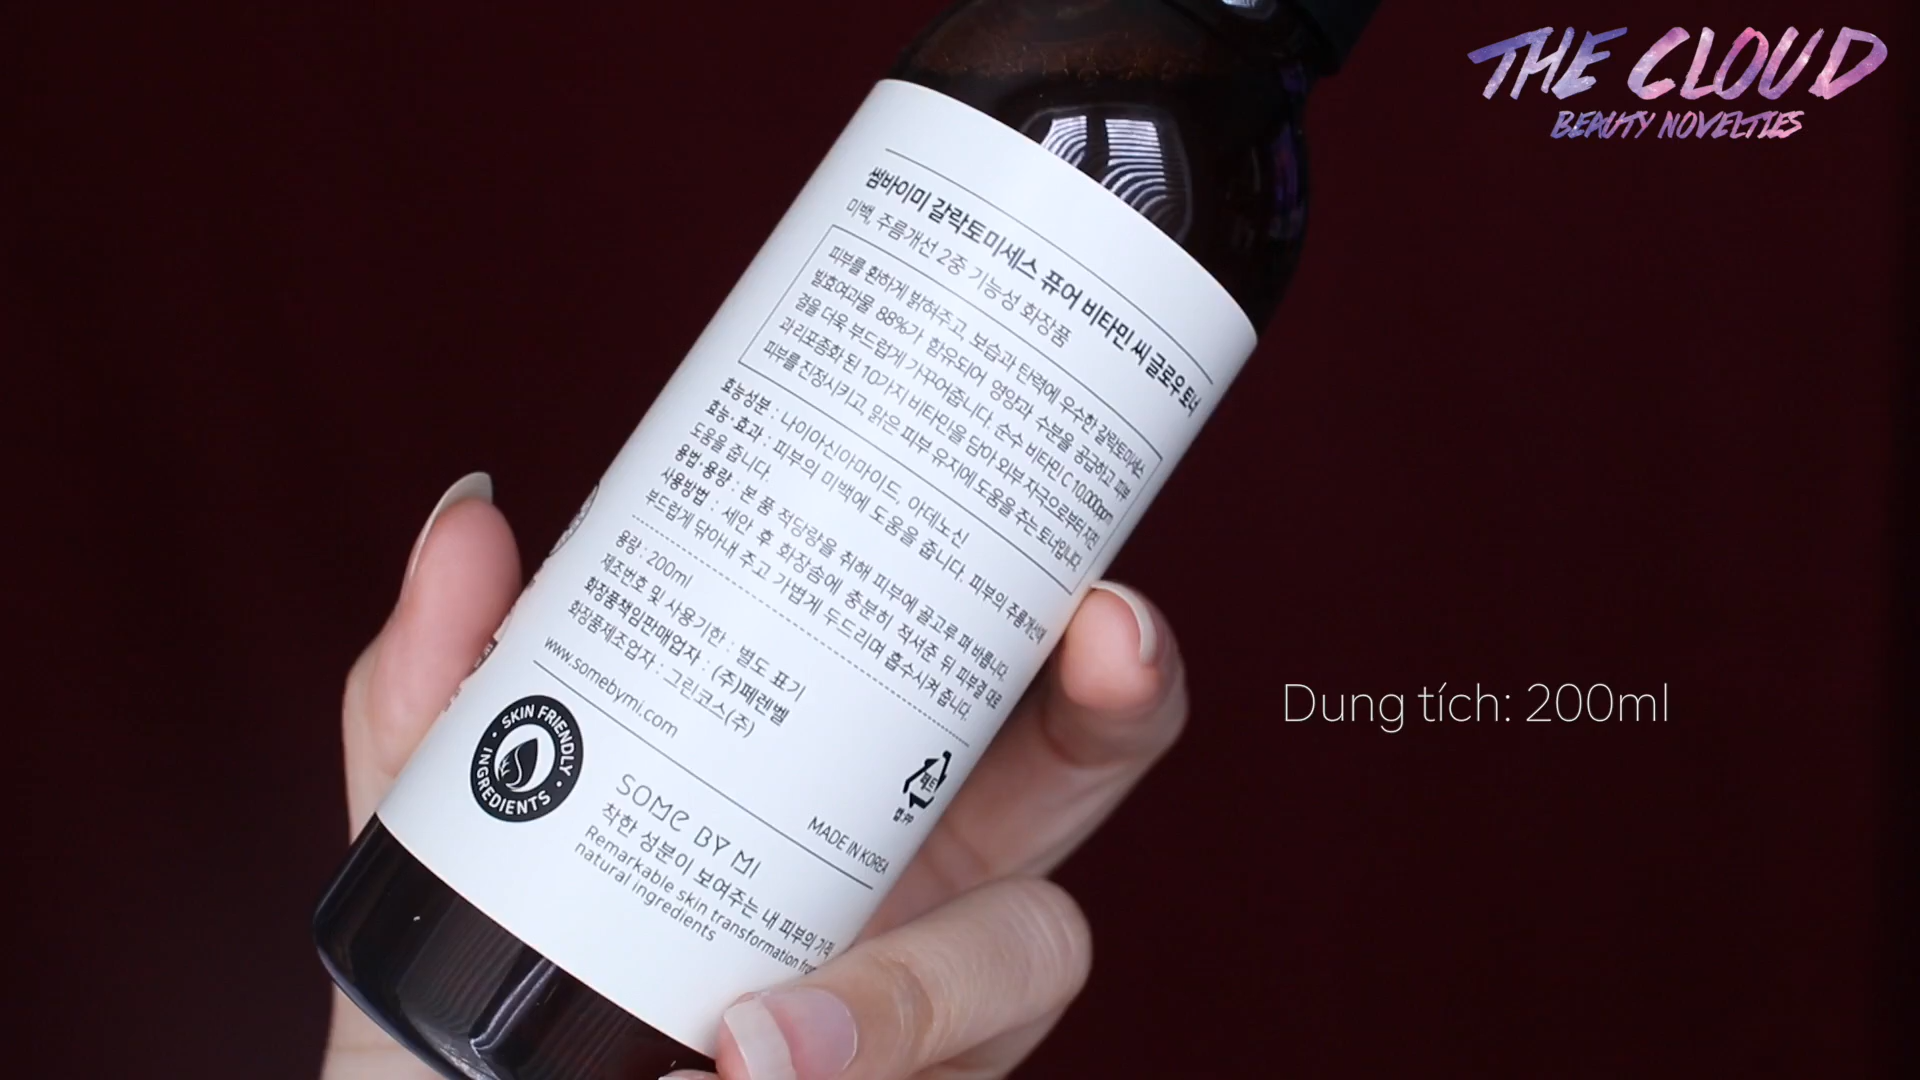 THE CLOUD
BEAUTY NOVELTIES
썸바이미 갈락토미세스 퓨어 비타민 씨 글로우 토너
미백, 주름개선 2중 기능성 화장품
피부를 환하게 밝혀주고, 보습과 탄력에 우수한 갈락토미세스
발효여과물 88%가 함유되어 영양과 수분을 공급하고 피부
결을 더욱 부드럽게 가꾸어줍니다. 순수 비타민 C 10,000ppm
과 리포좀화 된 10가지 비타민을 담아 외부 자극으로부터 지친
피부를 진정시키고, 맑은 피부 유지에 도움을 주는 토너입니다.
효능성분 : 나이아신아마이드, 아데노신
효능·효과 : 피부의 미백에 도움을 줍니다. 피부의 주름개선에
도움을 줍니다.
용법·용량 : 본 품 적당량을 취해 피부에 골고루 펴 바릅니다.
사용방법 : 세안 후 화장솜에 충분히 적셔준 뒤 피부결 대로
부드럽게 닦아내 주고 가볍게 두드리며 흡수시켜 줍니다.
용량 : 200ml
제조번호 및 사용기한 : 별도 표기
화장품책임판매업자 : (주)페렌벨
화장품제조업자 : 그린코스(주)
www.somebymi.com
SKIN FRIENDLY
INGREDIENTS
페트
캡:PP
MADE IN KOREA
SOME BY MI
착한 성분이 보여주는 내 피부의 기적
Remarkable skin transformation from
natural ingredients
Dung tích: 200ml